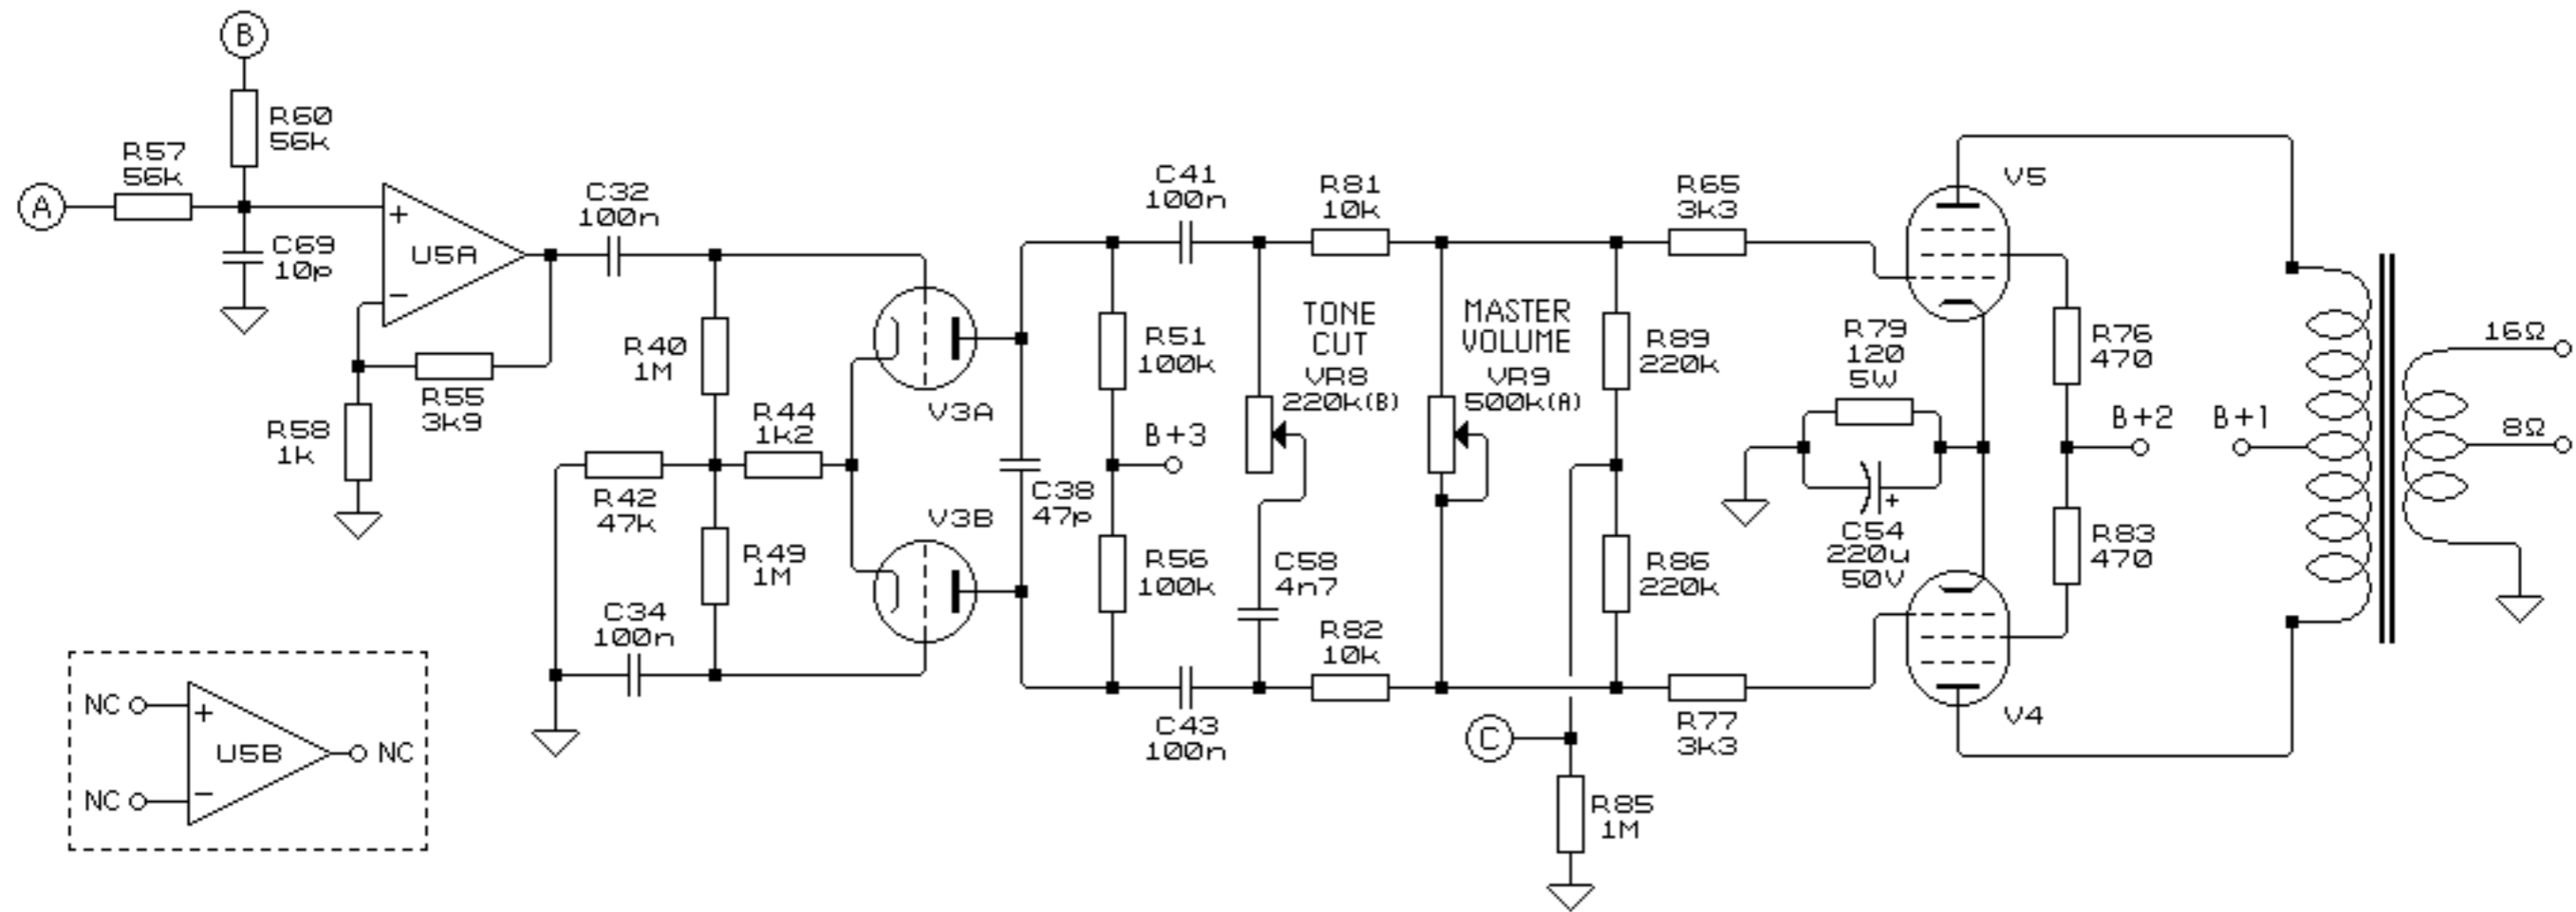 B
R60
56k
R57
56k
A
C69
10p
+
U5A
−
R55
3k9
R58
1k
C32
100n
R40
1M
R44
1k2
R42
47k
R49
1M
C34
100n
V3A
V3B
C38
47p
C41
100n
R51
100k
B+3
R56
100k
C43
100n
R81
10k
TONE
CUT
VR8
220k(B)
C58
4n7
R82
10k
MASTER
VOLUME
VR9
500k(A)
R65
3k3
R89
220k
R86
220k
R77
3k3
C
R85
1M
V5
R79
120
5W
+
C54
220u
50V
V4
R76
470
B+2
R83
470
B+1
16Ω
8Ω
NC
+
U5B
NC
NC
−